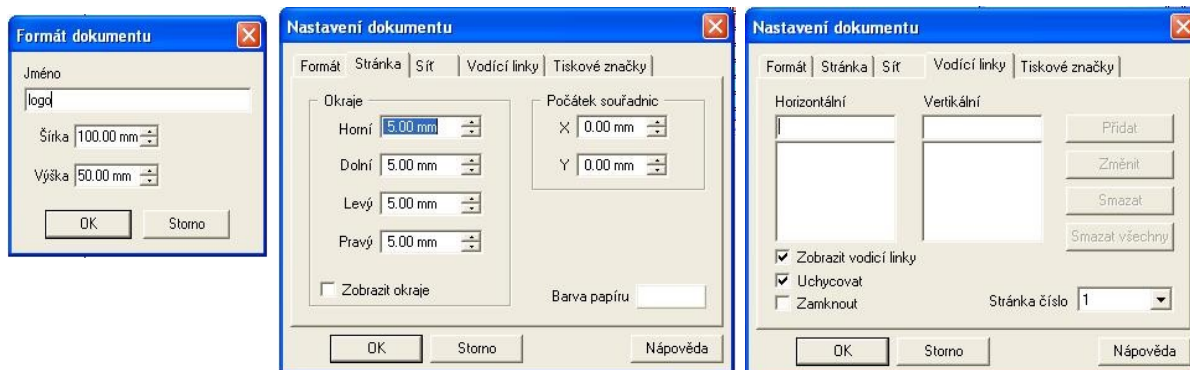 Formát dokumentu
Jméno
logo
Šírka 100.00 mm
Výška 50.00 mm
OK Storno
Nastavení dokumentu
Formát Stránka Síť Vodící linky Tiskové značky
Okraje
Horní 5.00 mm
Dolní 5.00 mm
Levý 5.00 mm
Pravý 5.00 mm
Zobrazit okraje
Počátek souřadnic
X 0.00 mm
Y 0.00 mm
Barva papíru
OK Storno Nápověda
Nastavení dokumentu
Formát Stránka Síť Vodící linky Tiskové značky
Horizontální Vertikální
Přidat
Změnit
Smazat
Smazat všechny
Zobrazit vodicí linky
Uchycovat
Zamknout
Stránka číslo 1
OK Storno Nápověda